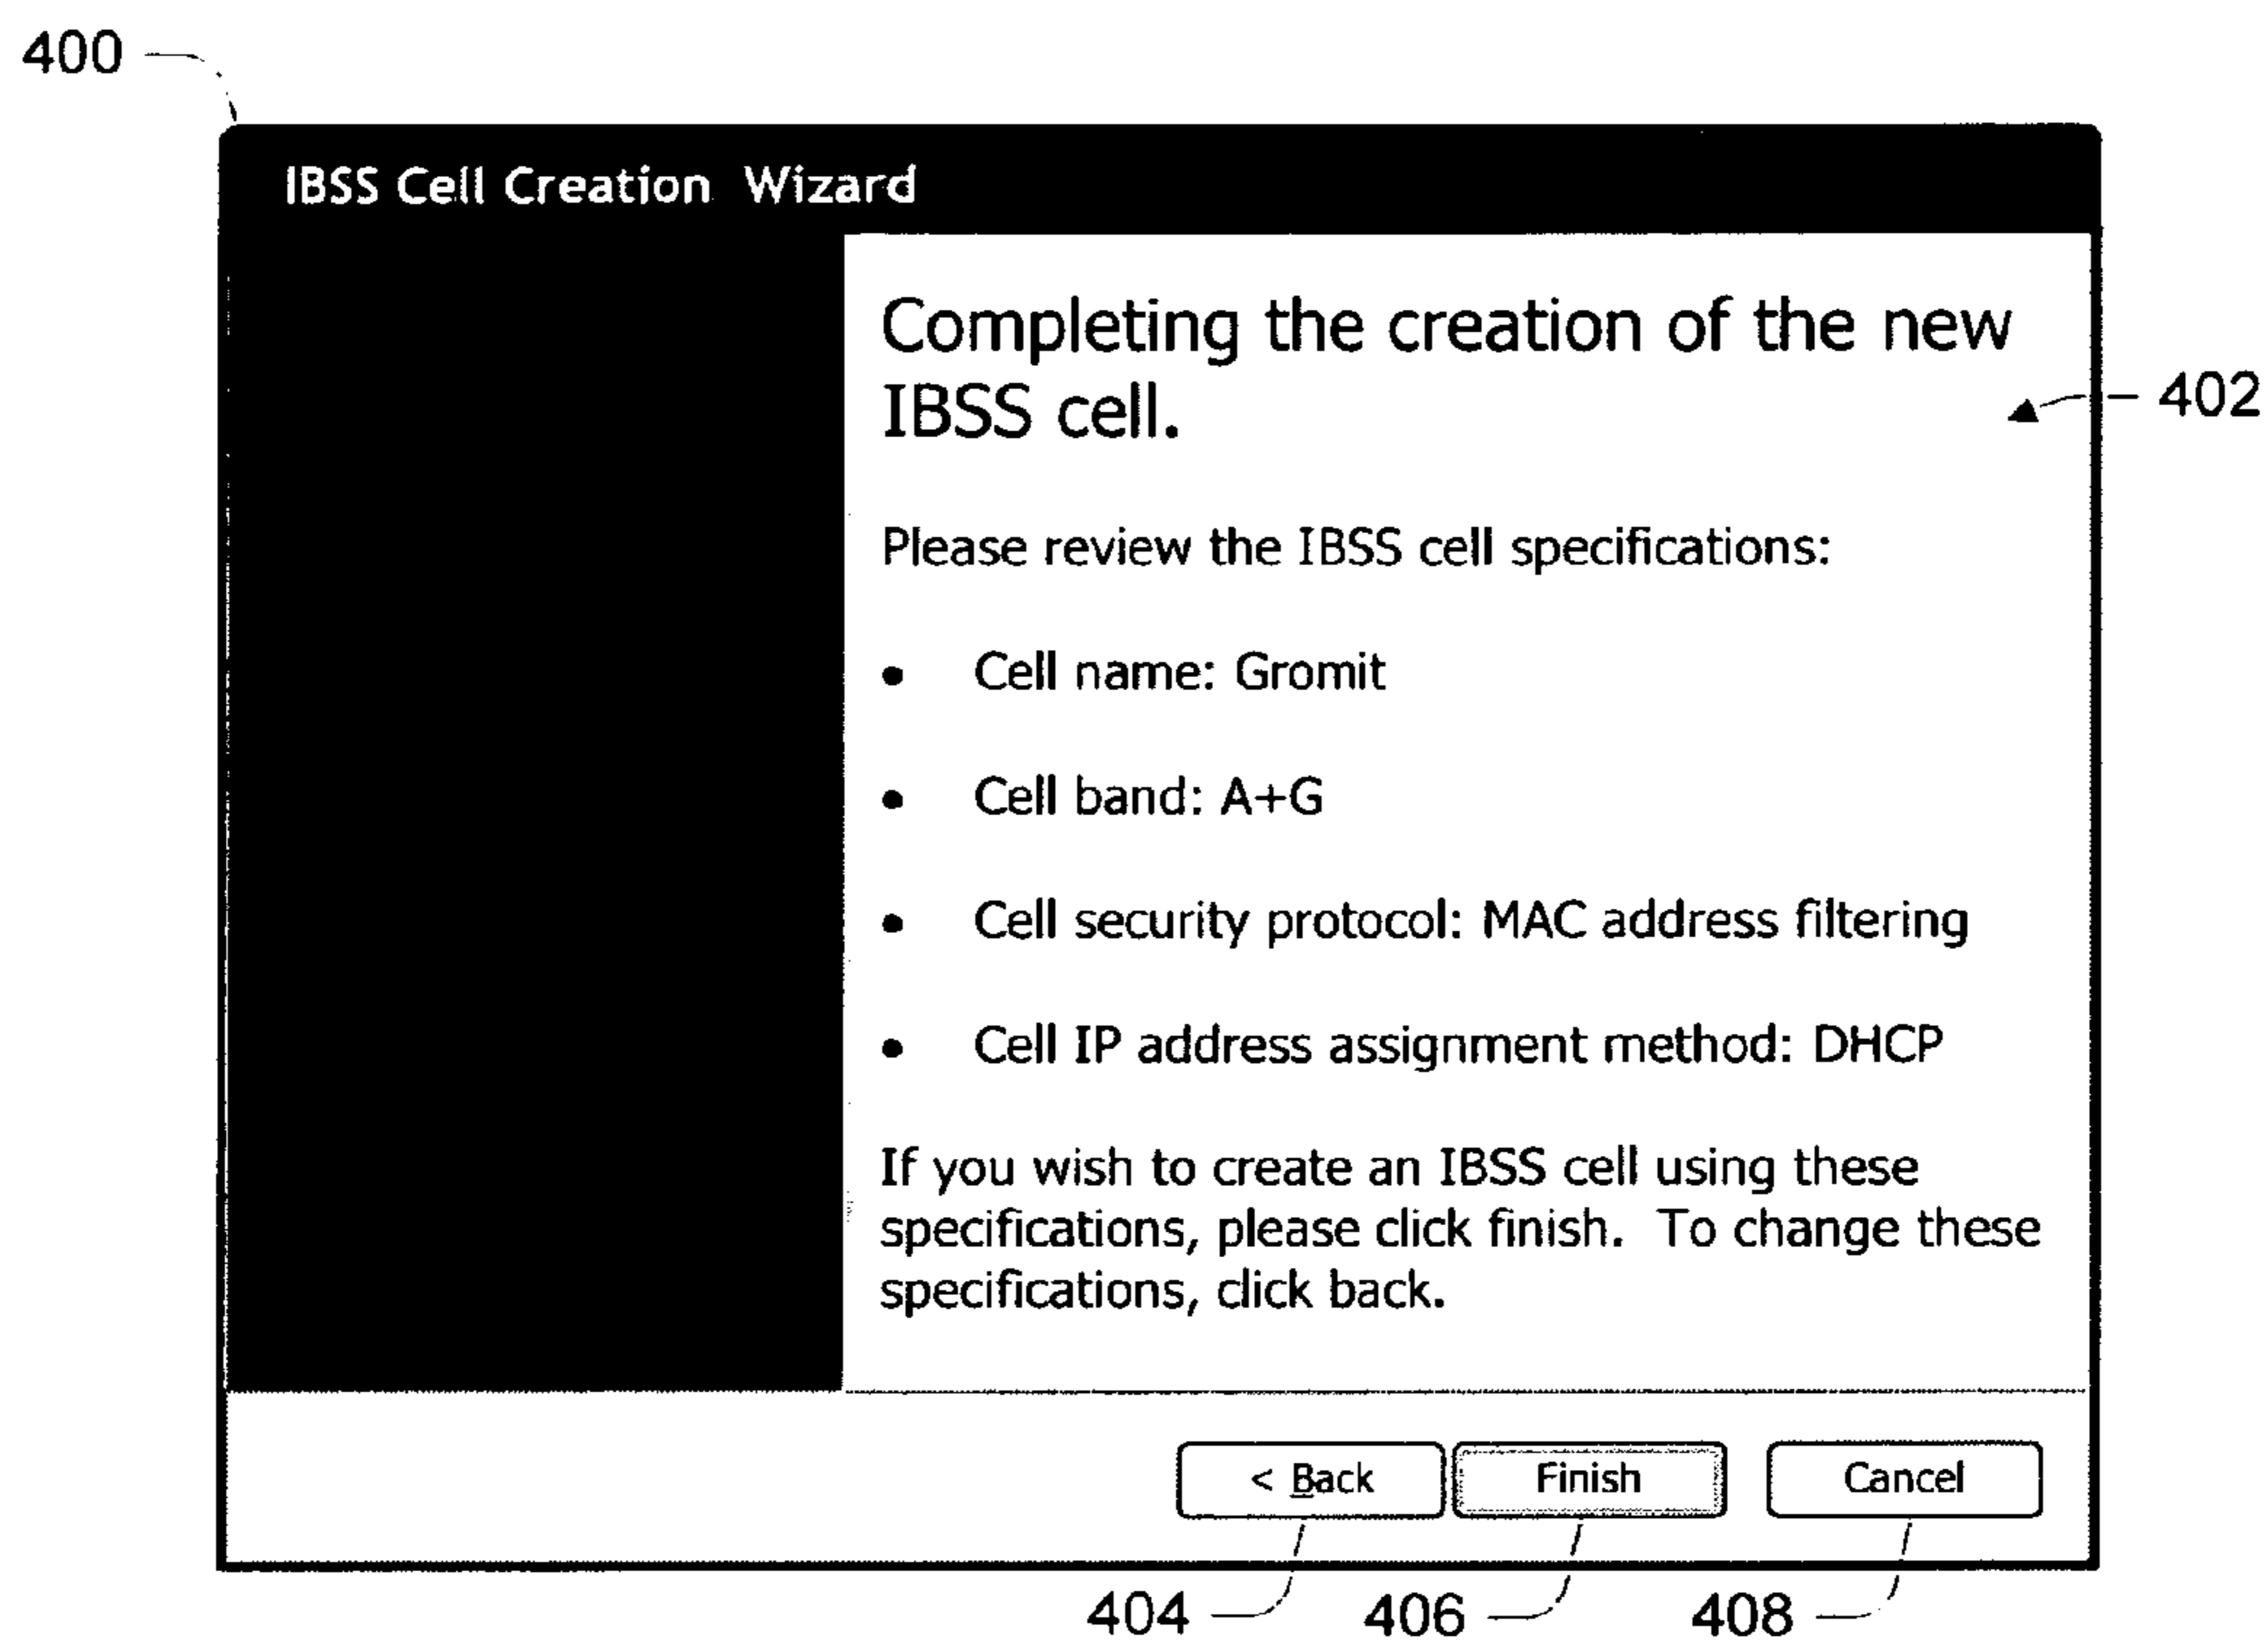 400
IBSS Cell Creation Wizard
Completing the creation of the new
IBSS cell.
402
Please review the IBSS cell specifications:
• Cell name: Gromit
• Cell band: A+G
• Cell security protocol: MAC address filtering
• Cell IP address assignment method: DHCP
If you wish to create an IBSS cell using these
specifications, please click finish. To change these
specifications, click back.
< Back Finish Cancel
404 406 408